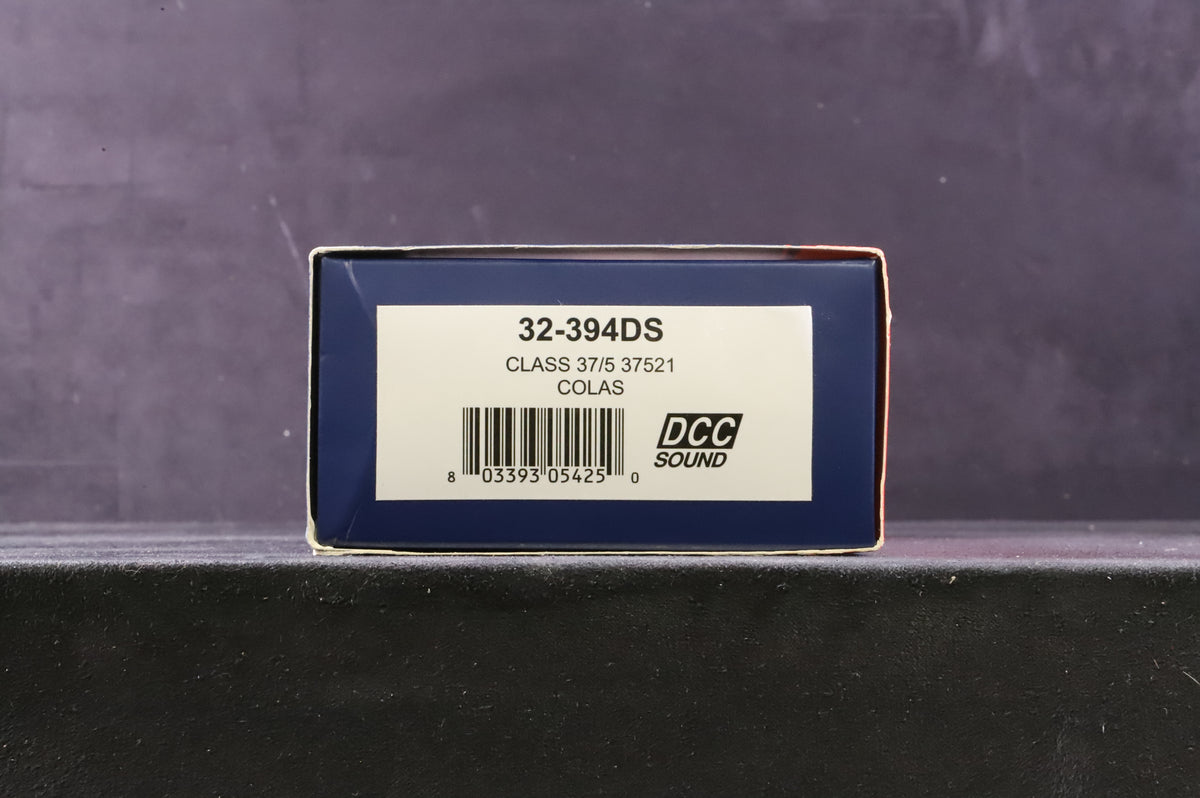 32-394DS
CLASS 37/5 37521
COLAS
DCC
SOUND
8 03393 05425 0